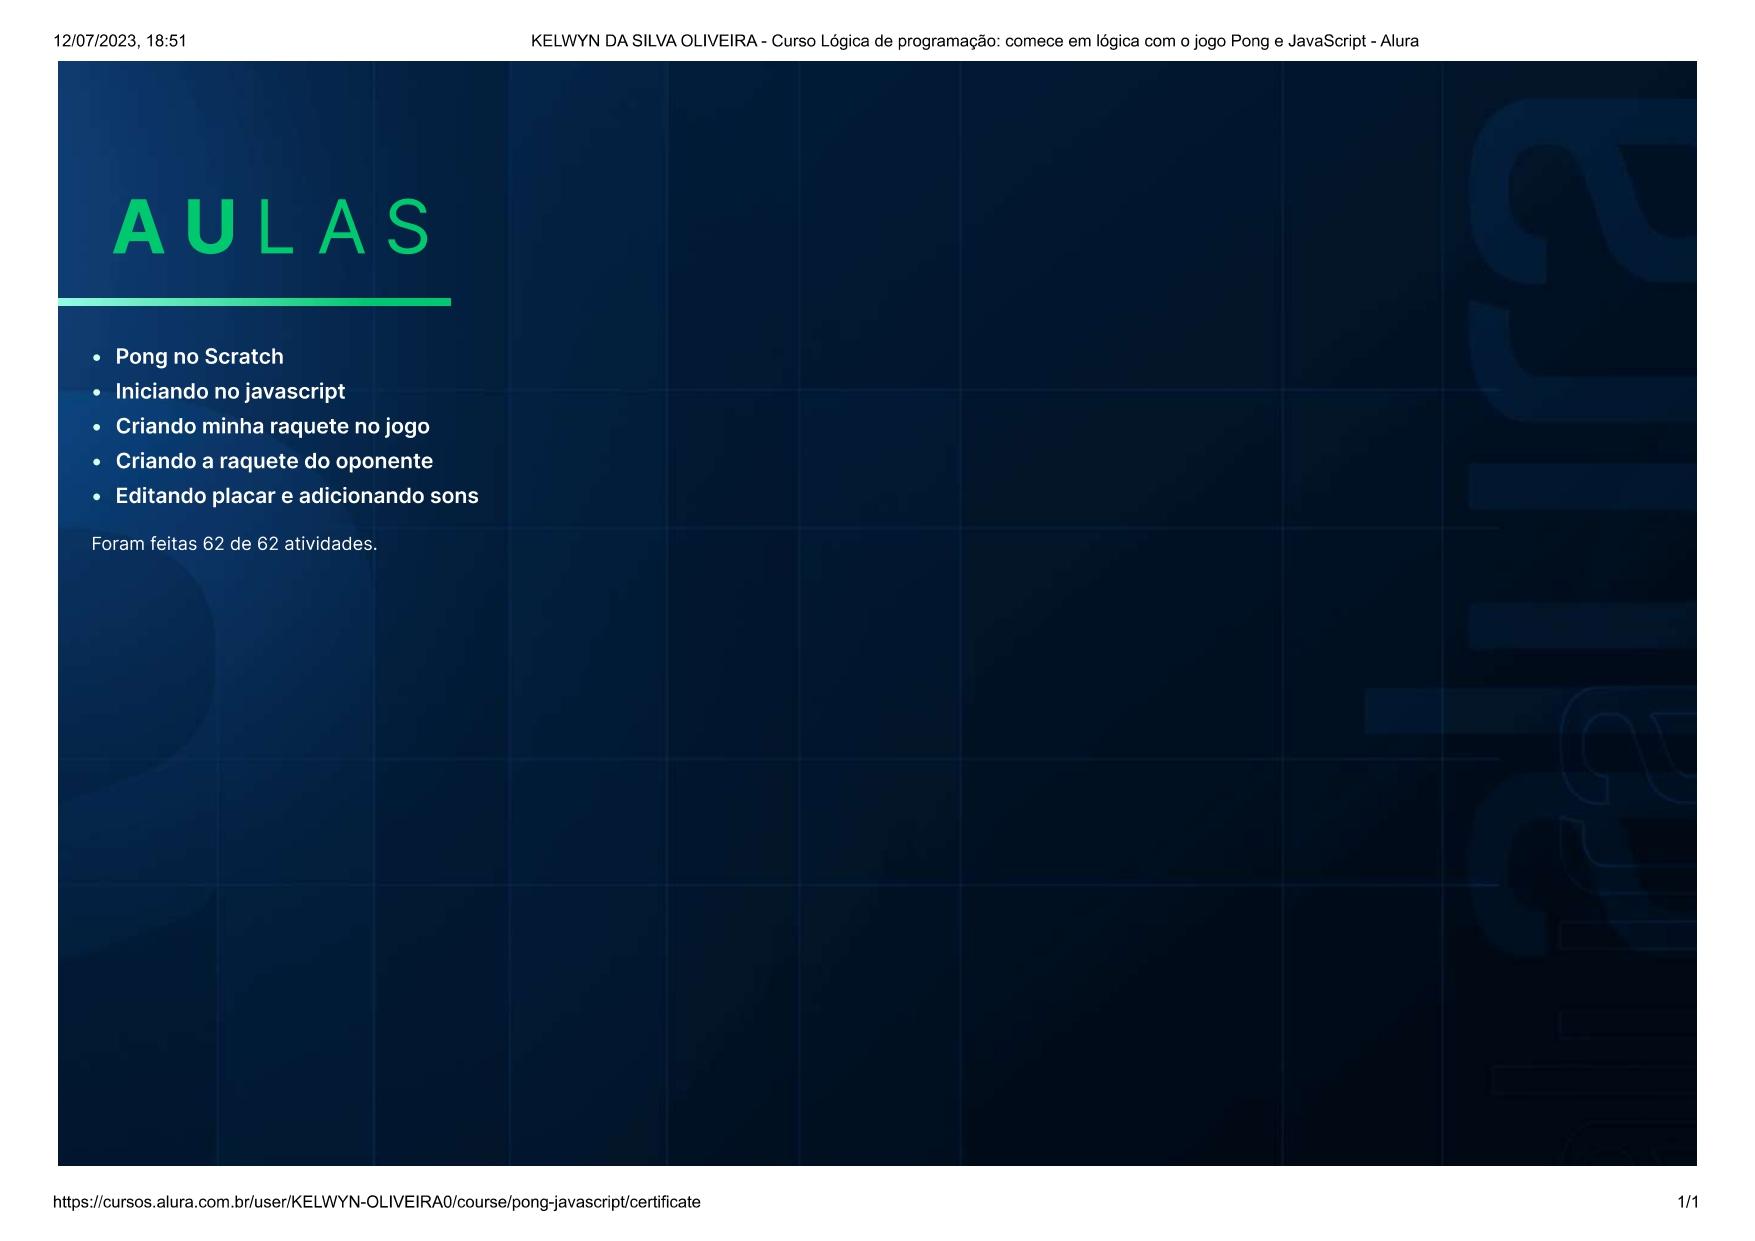 12/07/2023, 18:51
KELWYN DA SILVA OLIVEIRA - Curso Lógica de programação: comece em lógica com o jogo Pong e JavaScript - Alura
AULAS
• Pong no Scratch
• Iniciando no javascript
• Criando minha raquete no jogo
• Criando a raquete do oponente
• Editando placar e adicionando sons
Foram feitas 62 de 62 atividades.
alura
alura
https://cursos.alura.com.br/user/KELWYN-OLIVEIRA0/course/pong-javascript/certificate
1/1